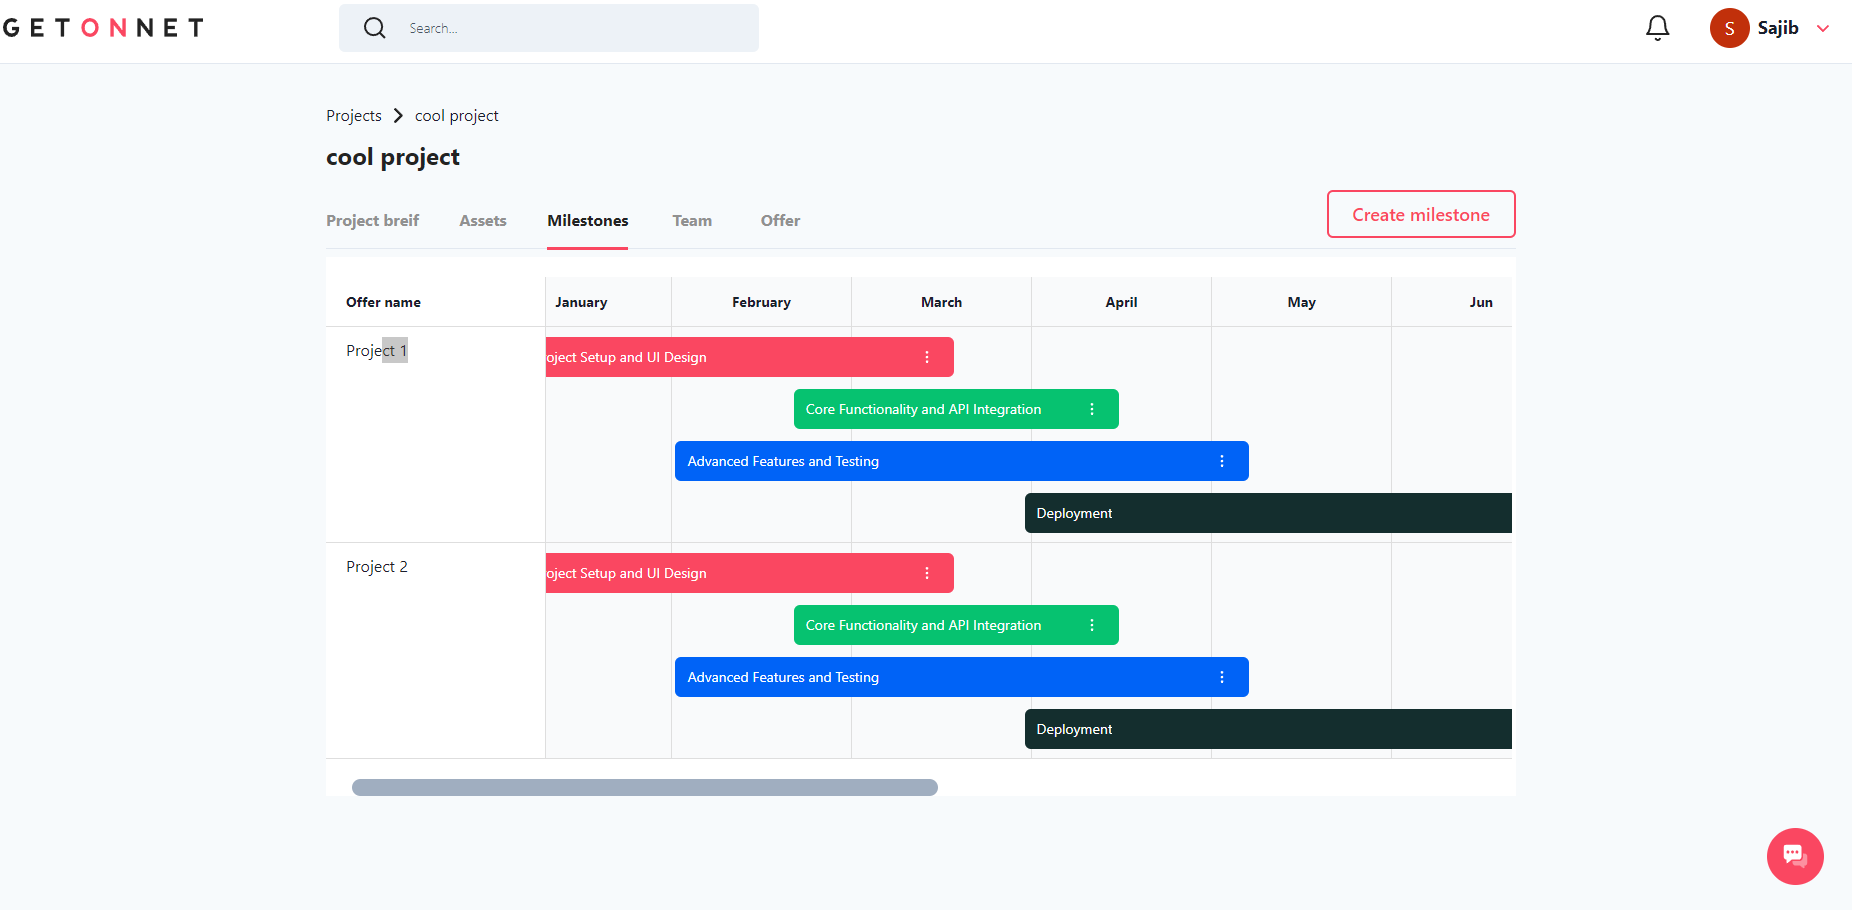 GETONNET
Search...
S
Sajib
Projects
cool project
cool project
Project breif
Assets
Milestones
Team
Offer
Create milestone
Offer name
January
February
March
April
May
Jun
Project 1
oject Setup and UI Design
Core Functionality and API Integration
Advanced Features and Testing
Deployment
Project 2
oject Setup and UI Design
Core Functionality and API Integration
Advanced Features and Testing
Deployment